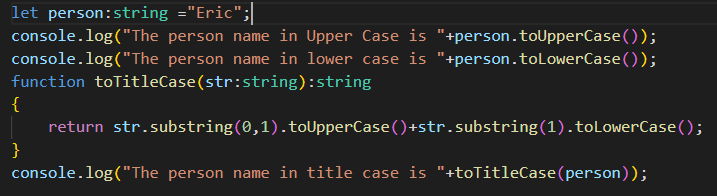 let person:string ="Eric";
console.log("The person name in Upper Case is "+person.toUpperCase());
console.log("The person name in lower case is "+person.toLowerCase());
function toTitleCase(str:string):string
{
    return str.substring(0,1).toUpperCase()+str.substring(1).toLowerCase();
}
console.log("The person name in title case is "+toTitleCase(person));